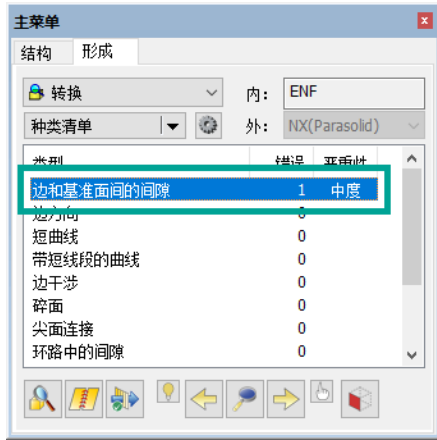 主菜单
结构 形成
转换 内: ENF
种类清单 外: NX(Parasolid)
类型 错误 严重性
边和基准面间的间隙 1 中度
边方向 0
短曲线 0
带短线段的曲线 0
边干涉 0
碎面 0
尖面连接 0
环路中的间隙 0